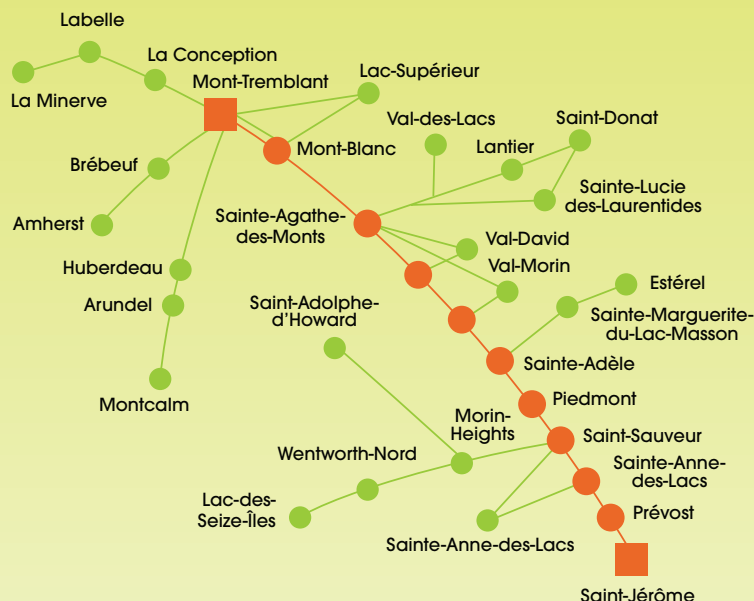 Labelle
La Conception
Mont-Tremblant
Lac-Supérieur
La Minerve
Val-des-Lacs
Saint-Donat
Lantier
Mont-Blanc
Brébeuf
Sainte-Lucie
des-Laurentides
Amherst
Sainte-Agathe-
des-Monts
Val-David
Val-Morin
Huberdeau
Estérel
Arundel
Saint-Adolphe-
d'Howard
Sainte-Marguerite-
du-Lac-Masson
Sainte-Adèle
Montcalm
Piedmont
Morin-
Heights
Saint-Sauveur
Wentworth-Nord
Sainte-Anne-
des-Lacs
Lac-des-
Seize-Îles
Prévost
Sainte-Anne-des-Lacs
Saint-Jérôme